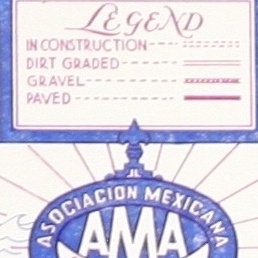 LEGEND
IN CONSTRUCTION
DIRT GRADED
GRAVEL
PAVED
ASOCIACION MEXICANA
AMA